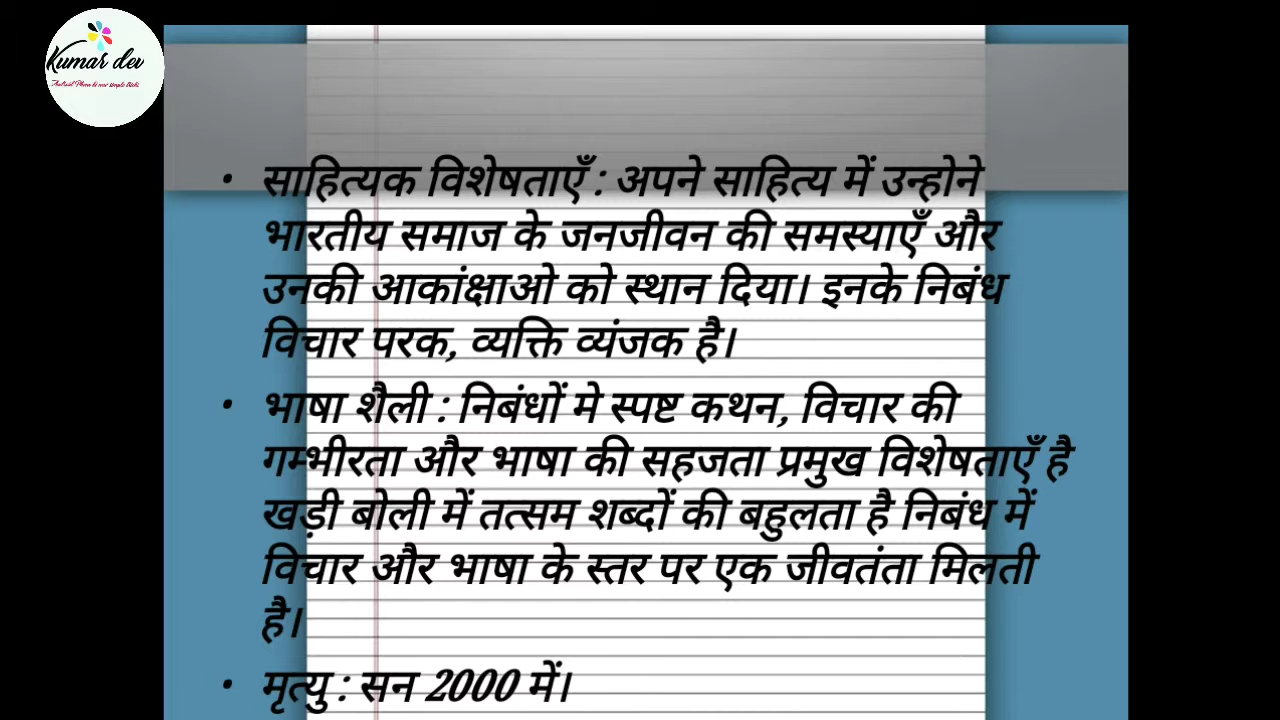 Kumar dev
• साहित्यक विशेषताएँ : अपने साहित्य में उन्होने
भारतीय समाज के जनजीवन की समस्याएँ और
उनकी आकांक्षाओ को स्थान दिया। इनके निबंध
विचार परक, व्यक्ति व्यंजक है।
• भाषा शैली : निबंधों मे स्पष्ट कथन, विचार की
गम्भीरता और भाषा की सहजता प्रमुख विशेषताएँ है
खड़ी बोली में तत्सम शब्दों की बहुलता है निबंध में
विचार और भाषा के स्तर पर एक जीवतंता मिलती
है।
• मृत्यु : सन 2000 में।